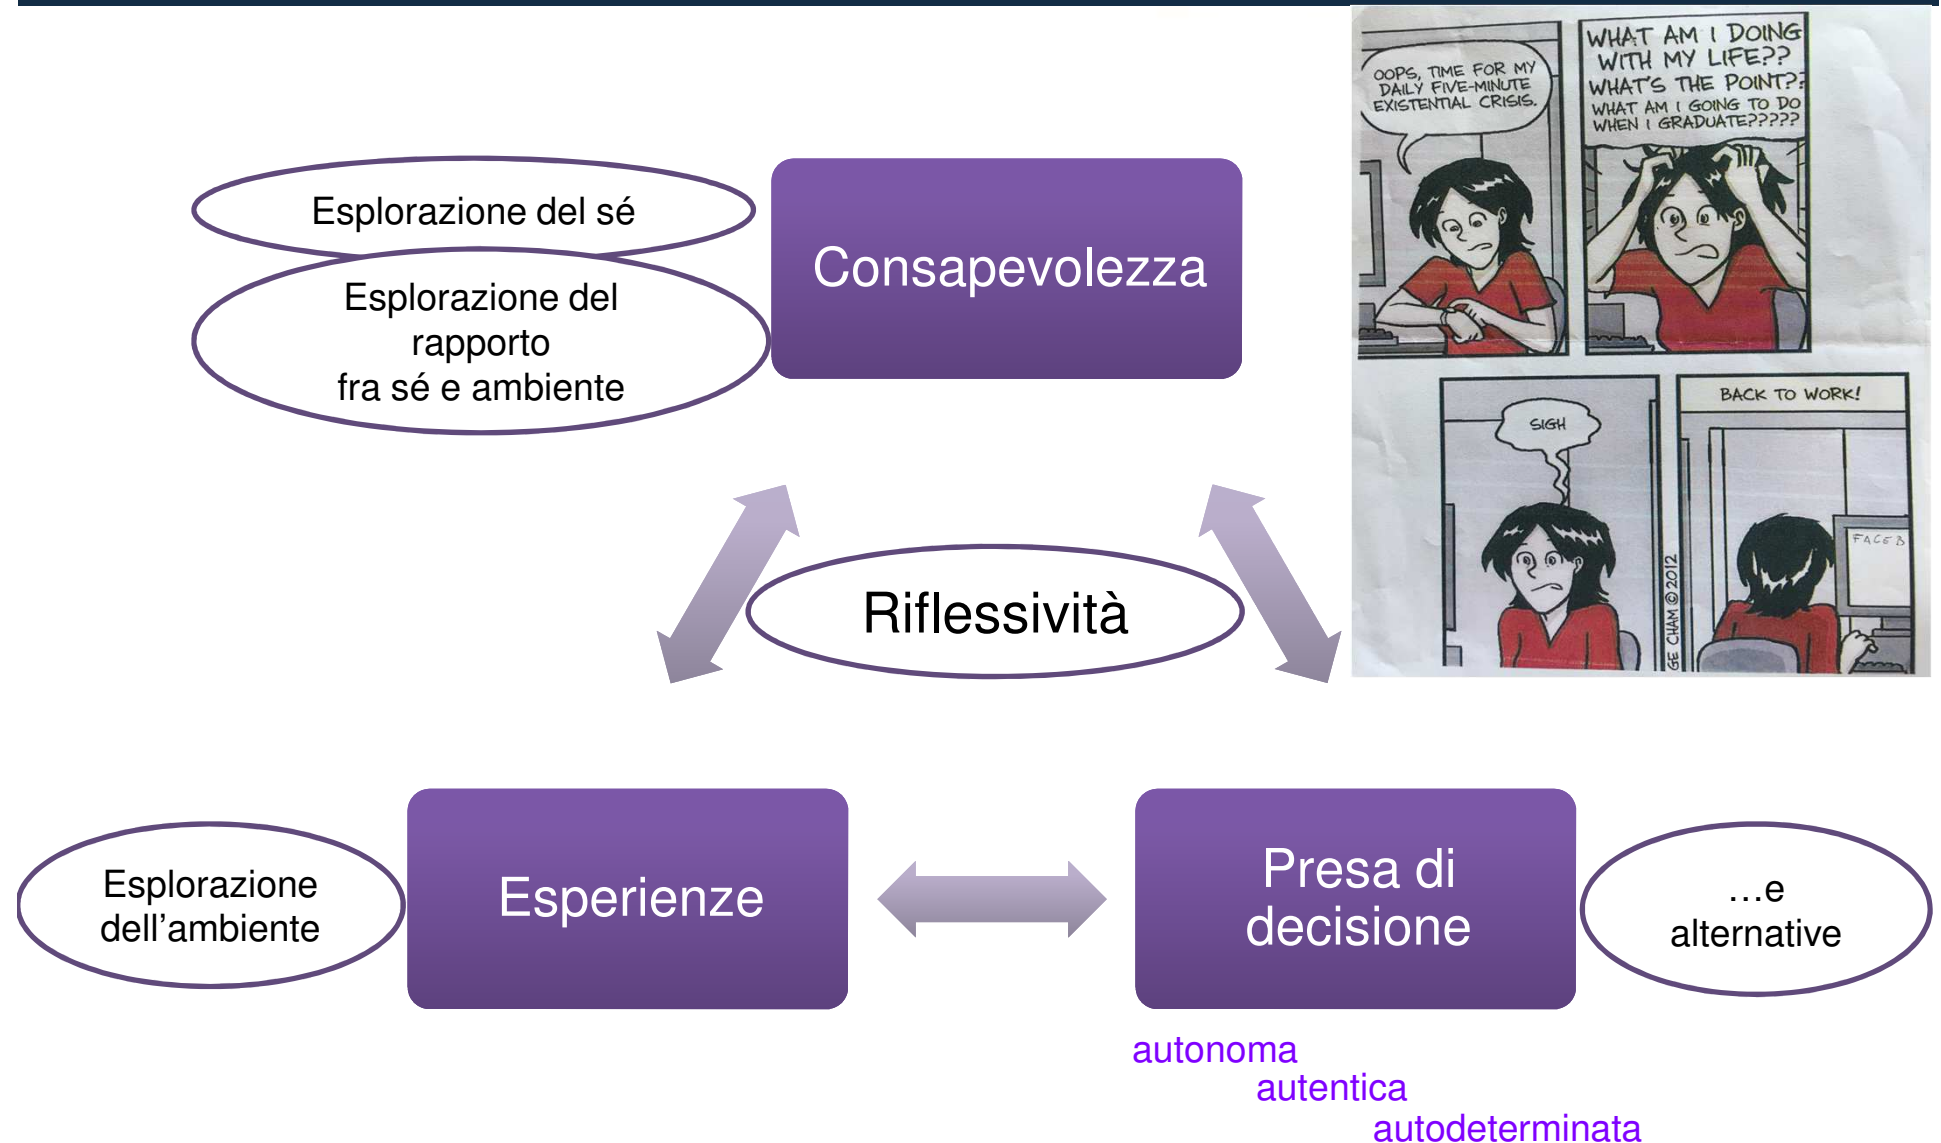 Esplorazione del sé
Esplorazione del
rapporto
fra sé e ambiente
Consapevolezza
OOPS, TIME FOR MY
DAILY FIVE-MINUTE
EXISTENTIAL CRISIS.
WHAT AM I DOING
WITH MY LIFE??
WHAT'S THE POINT??
WHAT AM I GOING TO DO
WHEN I GRADUATE?????
SIGH
BACK TO WORK!
FACEB
GE CHAM © 2012
Riflessività
Esplorazione
dell’ambiente
Esperienze
Presa di
decisione
…e
alternative
autonoma
autentica
autodeterminata